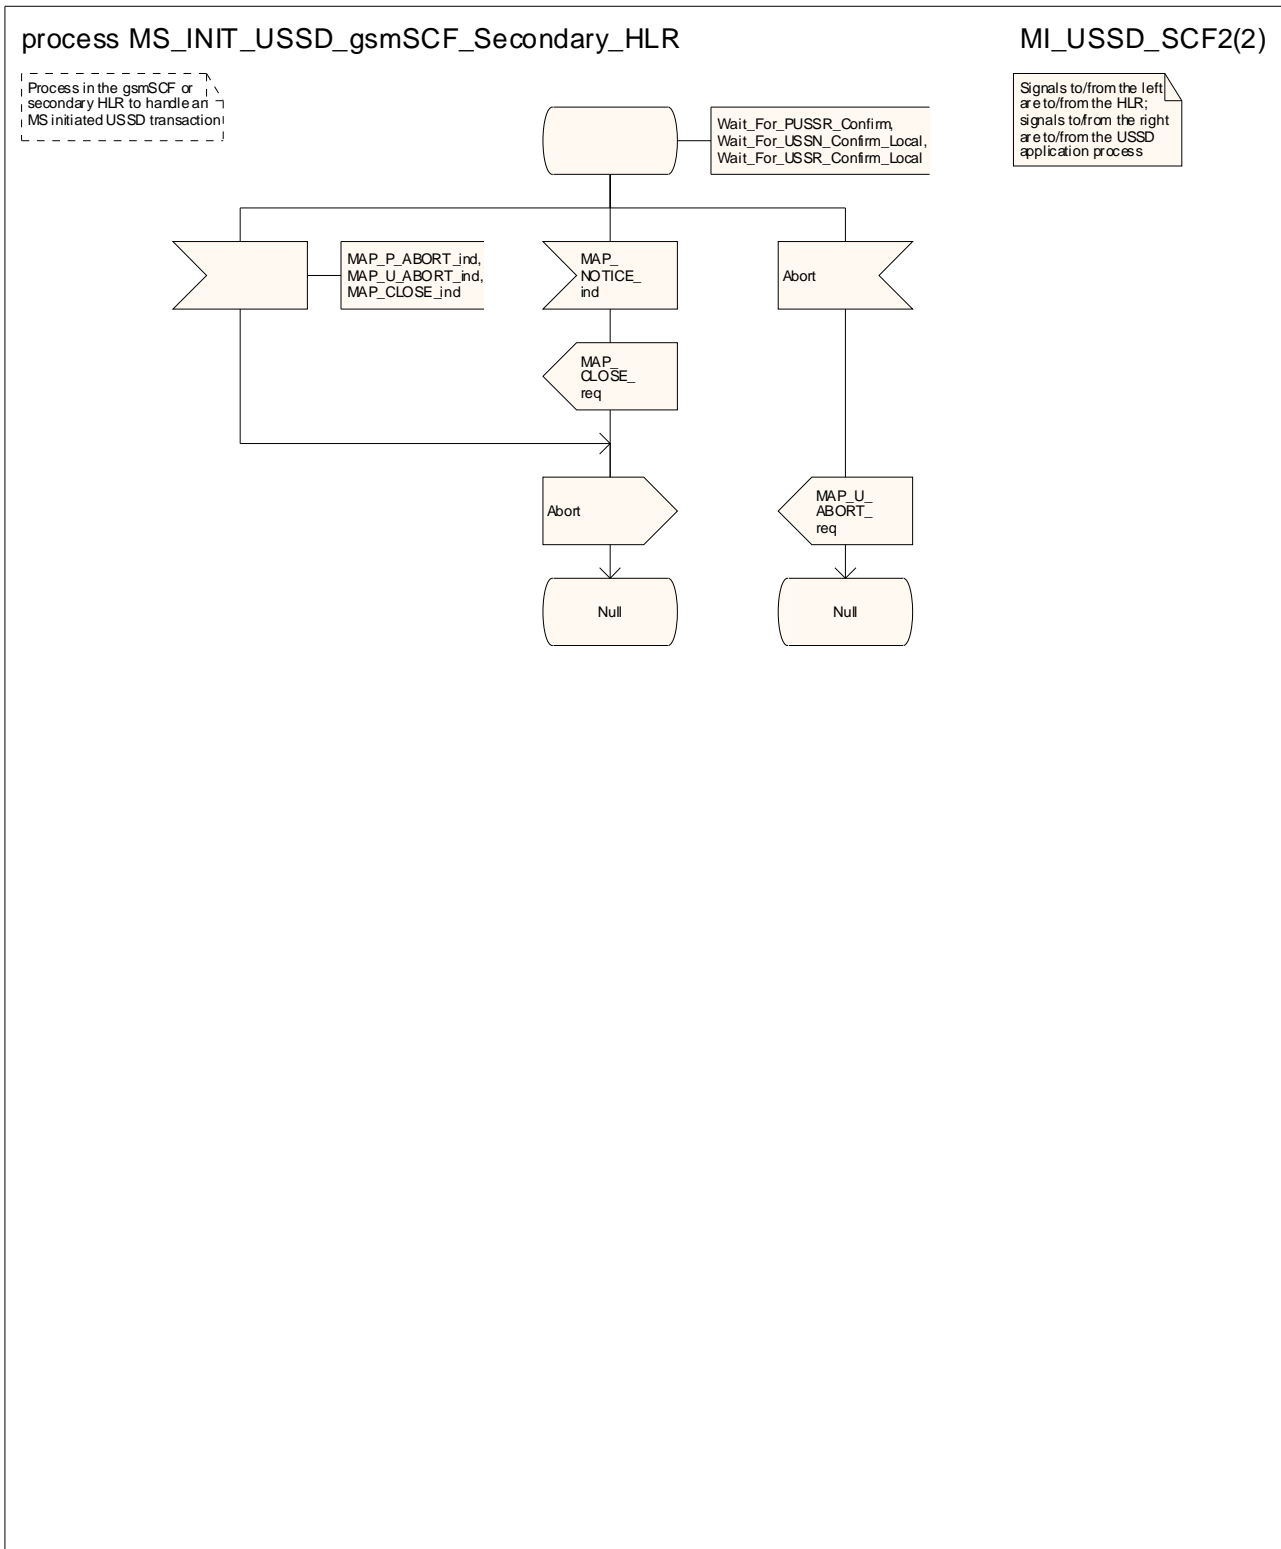 process MS_INIT_USSD_gsmSCF_Secondary_HLR
MI_USSD_SCF2(2)
Process in the gsmSCF or
secondary HLR to handle an
MS initiated USSD transaction
Signals to/from the left
are to/from the HLR;
signals to/from the right
are to/from the USSD
application process
Wait_For_PUSSR_Confirm,
Wait_For_USSN_Confirm_Local,
Wait_For_USSR_Confirm_Local
MAP_P_ABORT_ind,
MAP_U_ABORT_ind,
MAP_CLOSE_ind
MAP_
NOTICE_
ind
Abort
MAP_
CLOSE_
req
Abort
MAP_U_
ABORT_
req
Null
Null